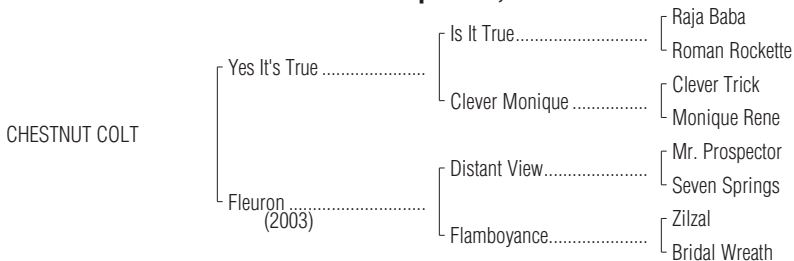 Raja Baba
Is It True..............................
Roman Rockette
Yes It's True .......................
Clever Trick
Clever Monique .................
Monique Rene
CHESTNUT COLT
Mr. Prospector
Distant View.......................
Seven Springs
Fleuron ..............................
(2003)
Zilzal
Flamboyance......................
Bridal Wreath